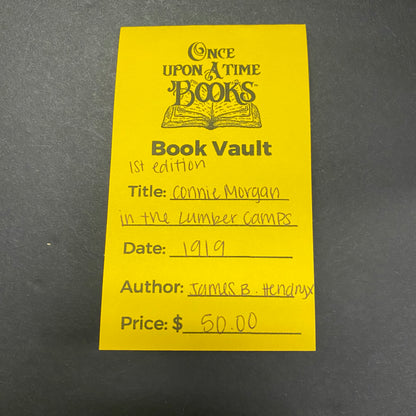 ONCE
UPON A TIME
BOOKS™
Book Vault
1st edition
Title: Connie Morgan
in the Lumber Camps
Date: 1919
Author: James B. Hendryx
Price: $ 50.00